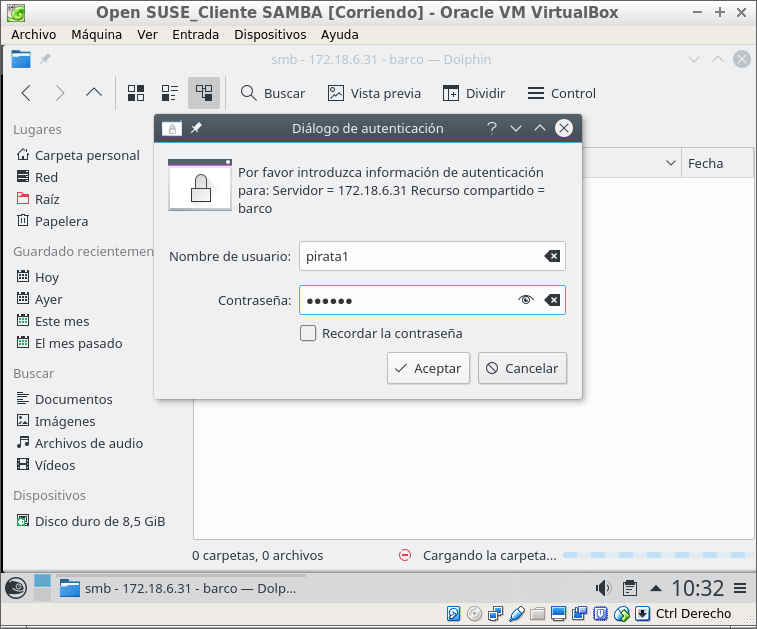 Open SUSE_Cliente SAMBA [Corriendo] - Oracle VM VirtualBox
Archivo Máquina Ver Entrada Dispositivos Ayuda
smb - 172.18.6.31 - barco — Dolphin
Buscar Vista previa Dividir Control
Lugares
Carpeta personal
Red
Raíz
Papelera
Guardado recientemen
Hoy
Ayer
Este mes
El mes pasado
Buscar
Documentos
Imágenes
Archivos de audio
Vídeos
Dispositivos
Disco duro de 8,5 GiB
Fecha
Diálogo de autenticación
Por favor introduzca información de autenticación
para: Servidor = 172.18.6.31 Recurso compartido =
barco
Nombre de usuario: pirata1
Contraseña: ●●●●●●
Recordar la contraseña
Aceptar Cancelar
0 carpetas, 0 archivos Cargando la carpeta...
smb - 172.18.6.31 - barco — Dolp... 10:32
Ctrl Derecho